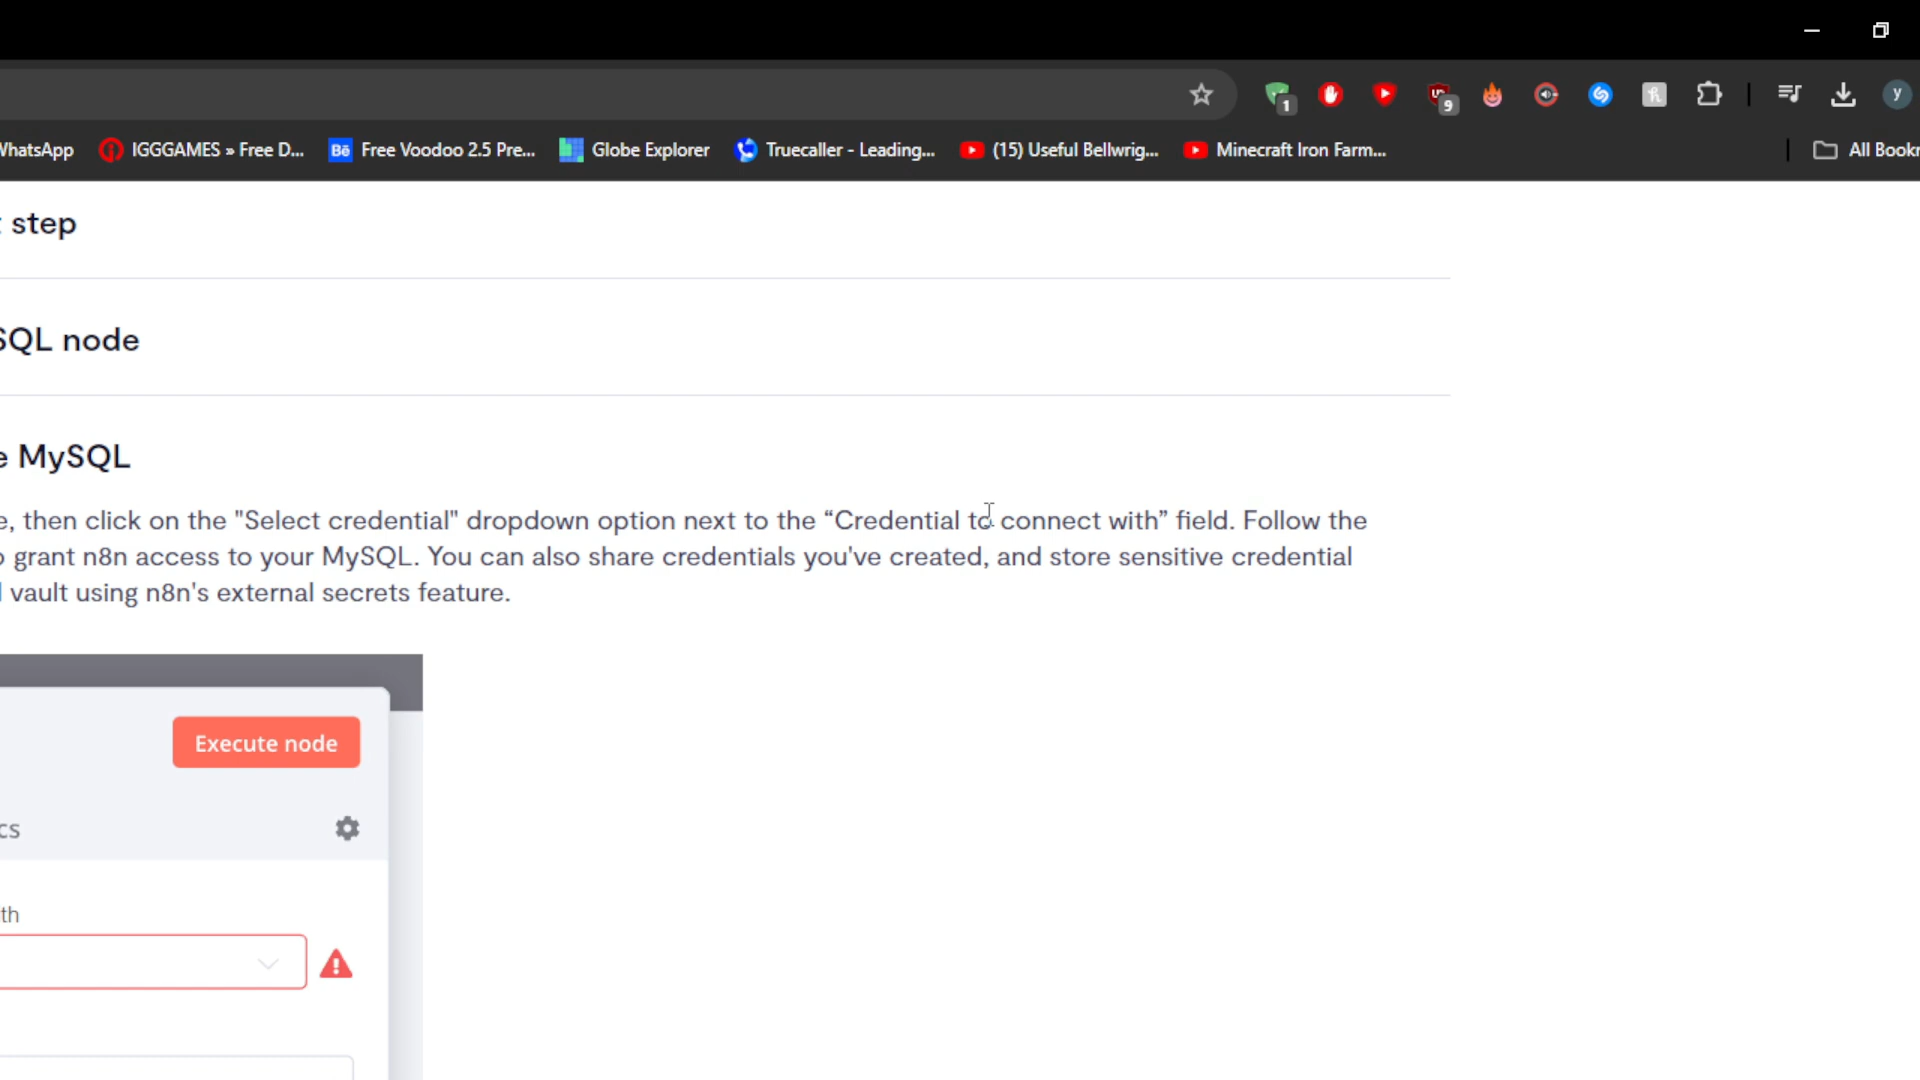 1
9
y
WhatsApp
IGGGAMES » Free D...
Bē
Free Voodoo 2.5 Pre...
Globe Explorer
Truecaller - Leading...
(15) Useful Bellwrig...
Minecraft Iron Farm...
All Book
step
SQL node
e MySQL
e, then click on the "Select credential" dropdown option next to the “Credential to connect with” field. Follow the
o grant n8n access to your MySQL. You can also share credentials you've created, and store sensitive credential
l vault using n8n's external secrets feature.
Execute node
cs
th